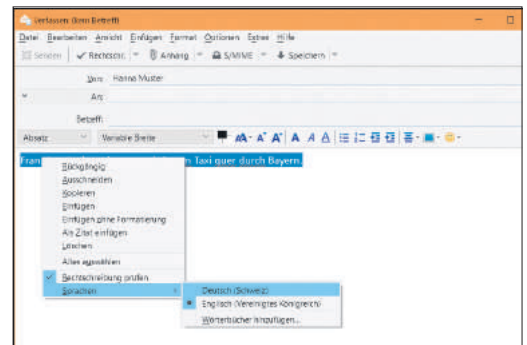 Verfassen: (kein Betreff)
Datei Bearbeiten Ansicht Einfügen Format Optionen Extras Hilfe
Senden Rechtschr. Anhang S/MIME Speichern
Von: Hanna Muster
An:
Betreff:
Absatz Variable Breite
Fran Taxi quer durch Bayern.
Rückgängig
Ausschneiden
Kopieren
Einfügen
Einfügen ohne Formatierung
Als Zitat einfügen
Löschen
Alles auswählen
Rechtschreibung prüfen
Sprachen
Deutsch (Schweiz)
Englisch (Vereinigtes Königreich)
Wörterbücher hinzufügen...